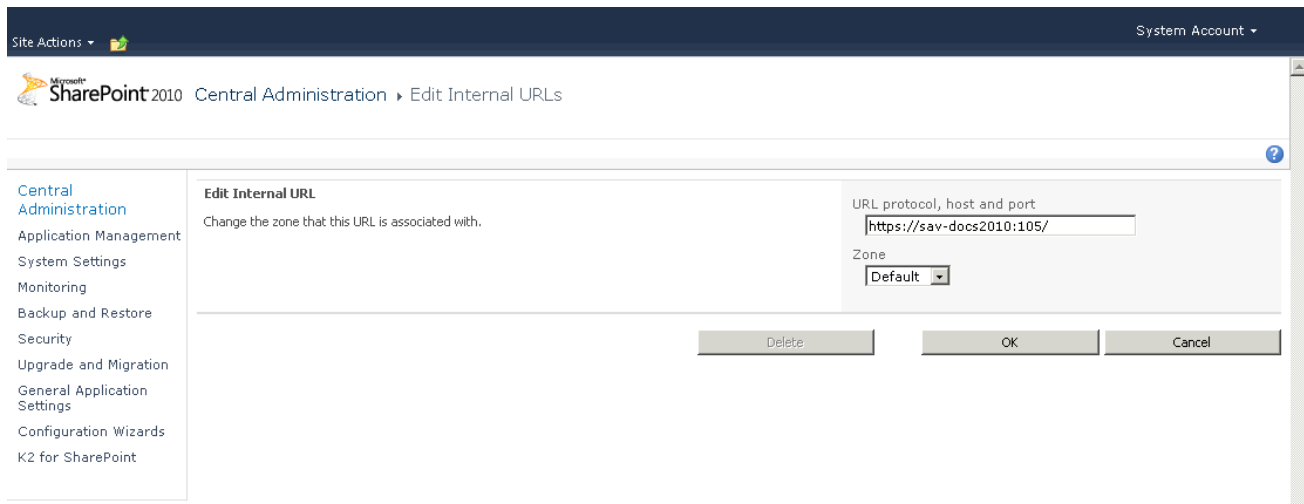 System Account
Site Actions
Microsoft
SharePoint 2010 Central Administration Edit Internal URLs
Central
Administration
Application Management
System Settings
Monitoring
Backup and Restore
Security
Upgrade and Migration
General Application
Settings
Configuration Wizards
K2 for SharePoint
Edit Internal URL
Change the zone that this URL is associated with.
URL protocol, host and port
https://sav-docs2010:105/
Zone
Default
Delete OK Cancel